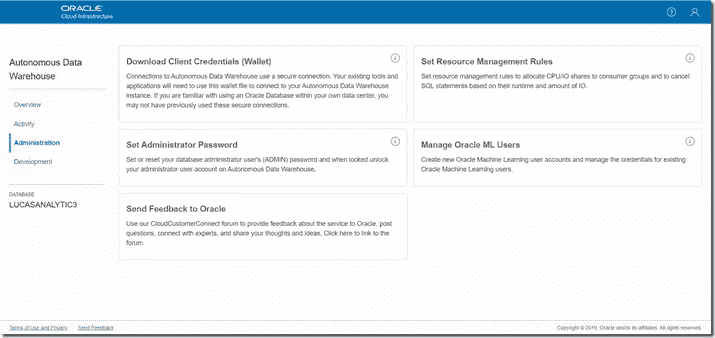 ORACLE
Cloud Infrastructure
Autonomous Data
Warehouse
Overview
Activity
Administration
Development
DATABASE
LUCASANALYTIC3
Download Client Credentials (Wallet)
Connections to Autonomous Data Warehouse use a secure connection. Your existing tools and
applications will need to use this wallet file to connect to your Autonomous Data Warehouse
instance. If you are familiar with using an Oracle Database within your own data center, you
may not have previously used these secure connections.
Set Resource Management Rules
Set resource management rules to allocate CPU/IO shares to consumer groups and to cancel
SQL statements based on their runtime and amount of IO.
Set Administrator Password
Set or reset your database administrator user's (ADMIN) password and when locked unlock
your administrator user account on Autonomous Data Warehouse.
Manage Oracle ML Users
Create new Oracle Machine Learning user accounts and manage the credentials for existing
Oracle Machine Learning users.
Send Feedback to Oracle
Use our CloudCustomerConnect forum to provide feedback about the service to Oracle, post
questions, connect with experts, and share your thoughts and ideas. Click here to link to the
forum.
Terms of Use and Privacy Send Feedback
Copyright © 2019, Oracle and/or its affiliates. All rights reserved.